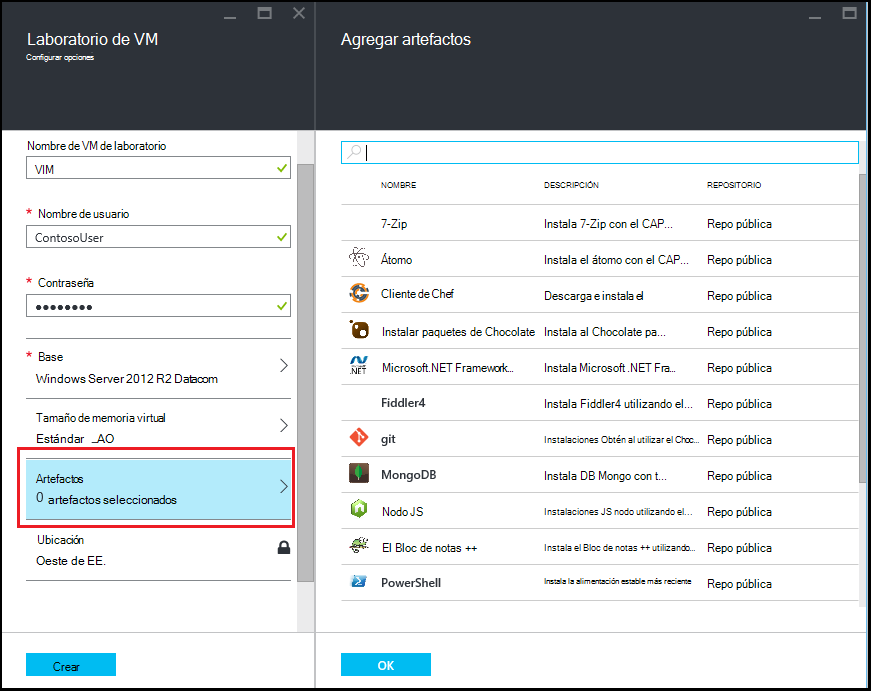 Laboratorio de VM
Configurar opciones
Nombre de VM de laboratorio
VIM
* Nombre de usuario
ContosoUser
* Contraseña
●●●●●●●●
* Base
Windows Server 2012 R2 Datacom
Tamaño de memoria virtual
Estándar _AO
Artefactos
0 artefactos seleccionados
Ubicación
Oeste de EE.
Crear
Agregar artefactos
NOMBRE DESCRIPCIÓN REPOSITORIO
7-Zip Instala 7-Zip con el CAP... Repo pública
Átomo Instala el átomo con el CAP... Repo pública
Cliente de Chef Descarga e instala el Repo pública
Instalar paquetes de Chocolate Instala al Chocolate pa... Repo pública
.NET Microsoft.NET Framework... Instala Microsoft .NET Fra... Repo pública
Fiddler4 Instala Fiddler4 utilizando el... Repo pública
git Instalaciones Obtén al utilizar el Choc... Repo pública
MongoDB Instala DB Mongo con t... Repo pública
Nodo JS Instalaciones JS nodo utilizando el... Repo pública
El Bloc de notas ++ Instala el Bloc de notas ++ utilizando... Repo pública
PowerShell Instala la alimentación estable más reciente Repo pública
OK